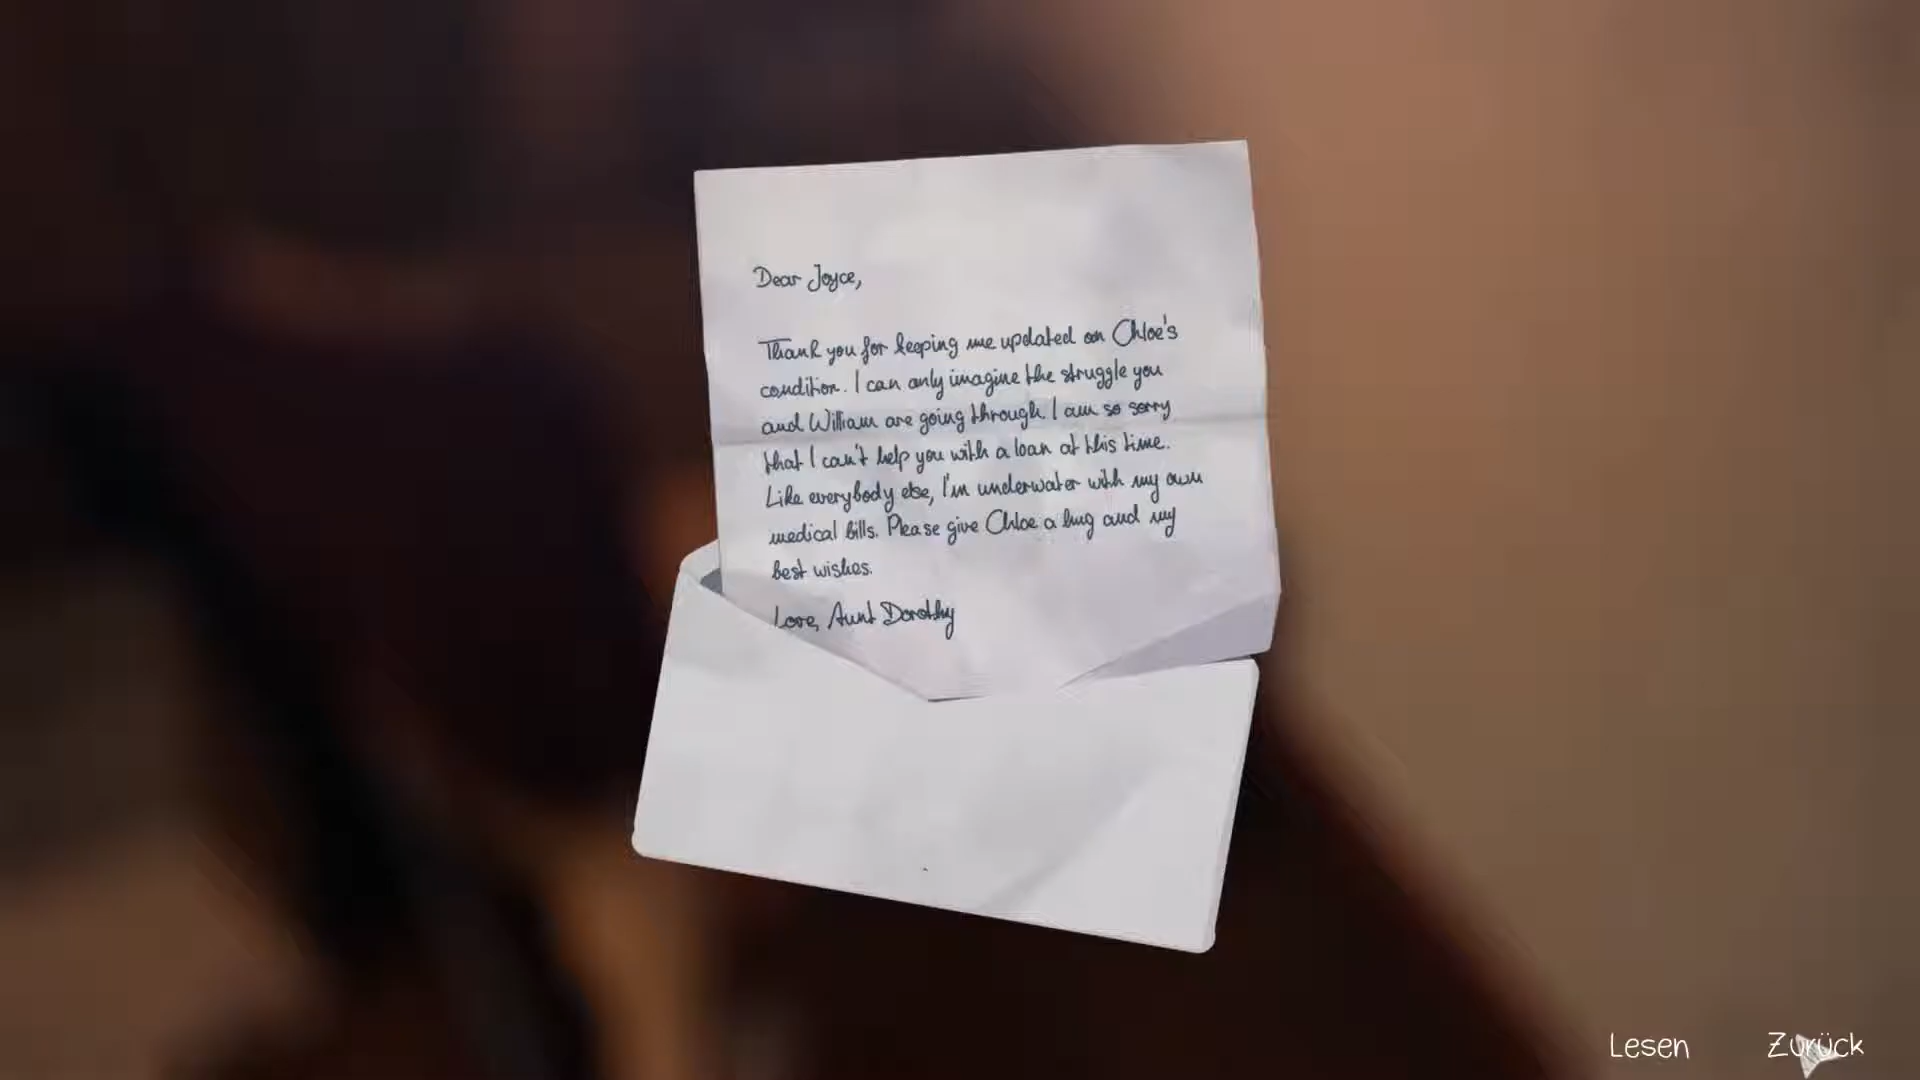 Dear Joyce,
Thank you for keeping me updated on Chloe's
condition. I can only imagine the struggle you
and William are going through. I am so sorry
that I can't help you with a loan at this time.
Like everybody else, I'm underwater with my own
medical bills. Please give Chloe a hug and my
best wishes.
Love, Aunt Dorothy
Lesen Zurück